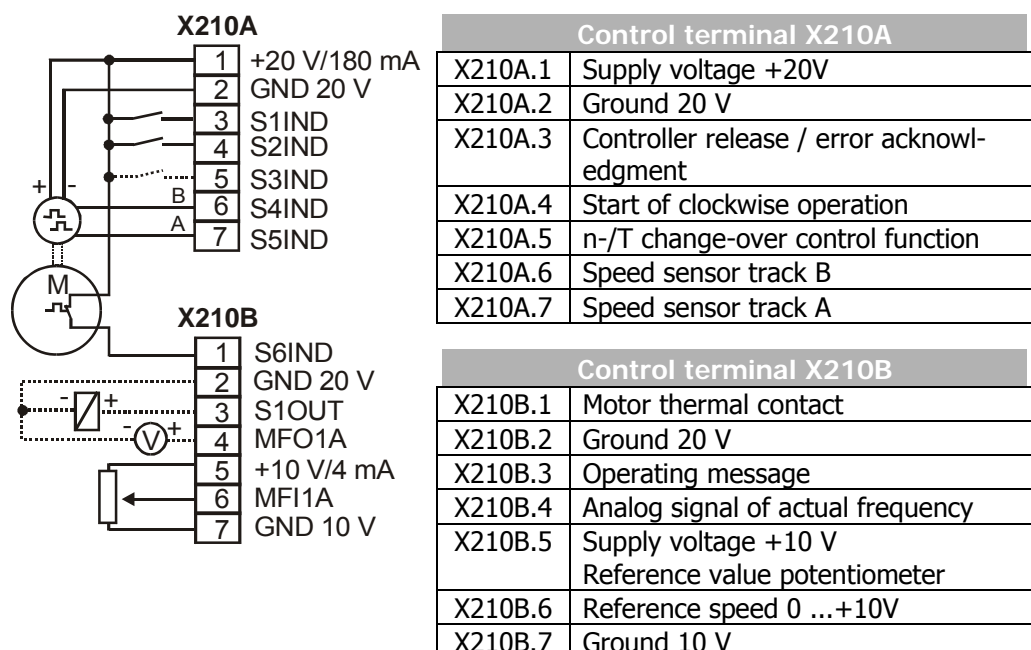 X210A
1 +20 V/180 mA
2 GND 20 V
3 S1IND
4 S2IND
5 S3IND
B 6 S4IND
A 7 S5IND
+ -
M
X210B
1 S6IND
2 GND 20 V
- + 3 S1OUT
- V + 4 MFO1A
5 +10 V/4 mA
6 MFI1A
7 GND 10 V
Control terminal X210A
X210A.1 Supply voltage +20V
X210A.2 Ground 20 V
X210A.3 Controller release / error acknowl-
edgment
X210A.4 Start of clockwise operation
X210A.5 n-/T change-over control function
X210A.6 Speed sensor track B
X210A.7 Speed sensor track A
Control terminal X210B
X210B.1 Motor thermal contact
X210B.2 Ground 20 V
X210B.3 Operating message
X210B.4 Analog signal of actual frequency
X210B.5 Supply voltage +10 V
Reference value potentiometer
X210B.6 Reference speed 0 ...+10V
X210B.7 Ground 10 V